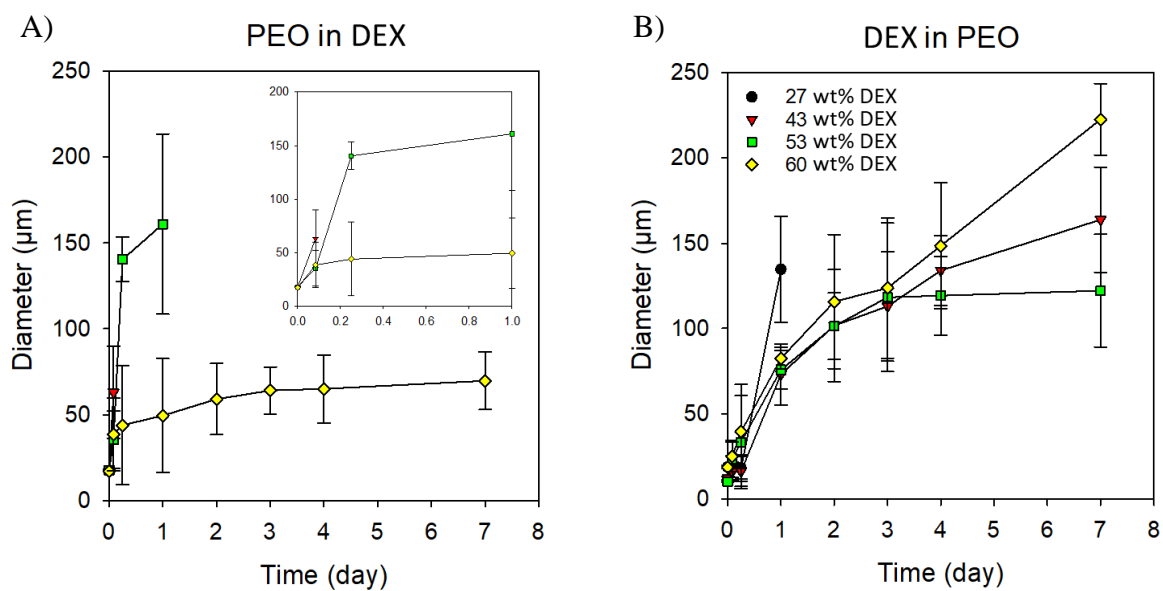 A)
PEO in DEX
250
200
150
100
50
0
Diameter (µm)
0 1 2 3 4 5 6 7 8
Time (day)
200
150
100
50
0
0.0 0.2 0.4 0.6 0.8 1.0
B)
DEX in PEO
250
200
150
100
50
0
Diameter (µm)
27 wt% DEX
43 wt% DEX
53 wt% DEX
60 wt% DEX
0 1 2 3 4 5 6 7 8
Time (day)